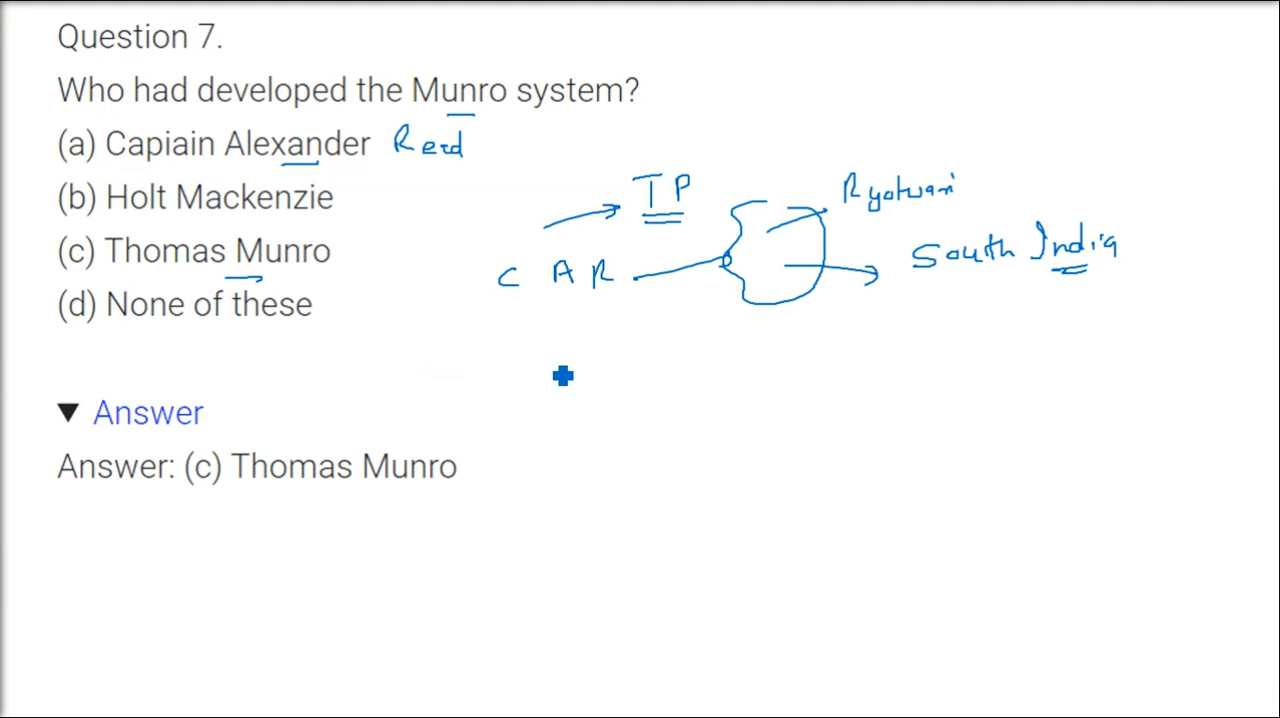 Question 7.
Who had developed the Munro system?
(a) Capiain Alexander Read
(b) Holt Mackenzie
(c) Thomas Munro
(d) None of these
TP
Ryotwari
CAR
South India
▼ Answer
Answer: (c) Thomas Munro